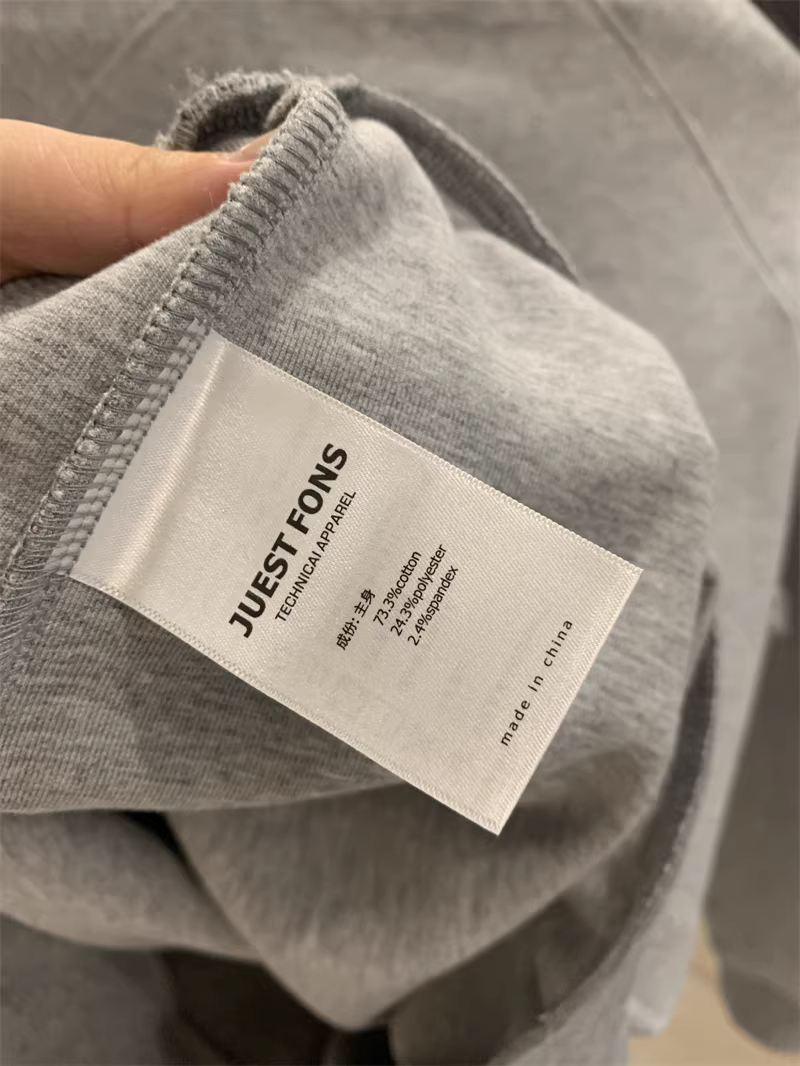 JUEST FONS
TECHNICAI APPAREL
成份: 主身
73.3%cotton
24.3%polyester
2.4%spandex
made in china